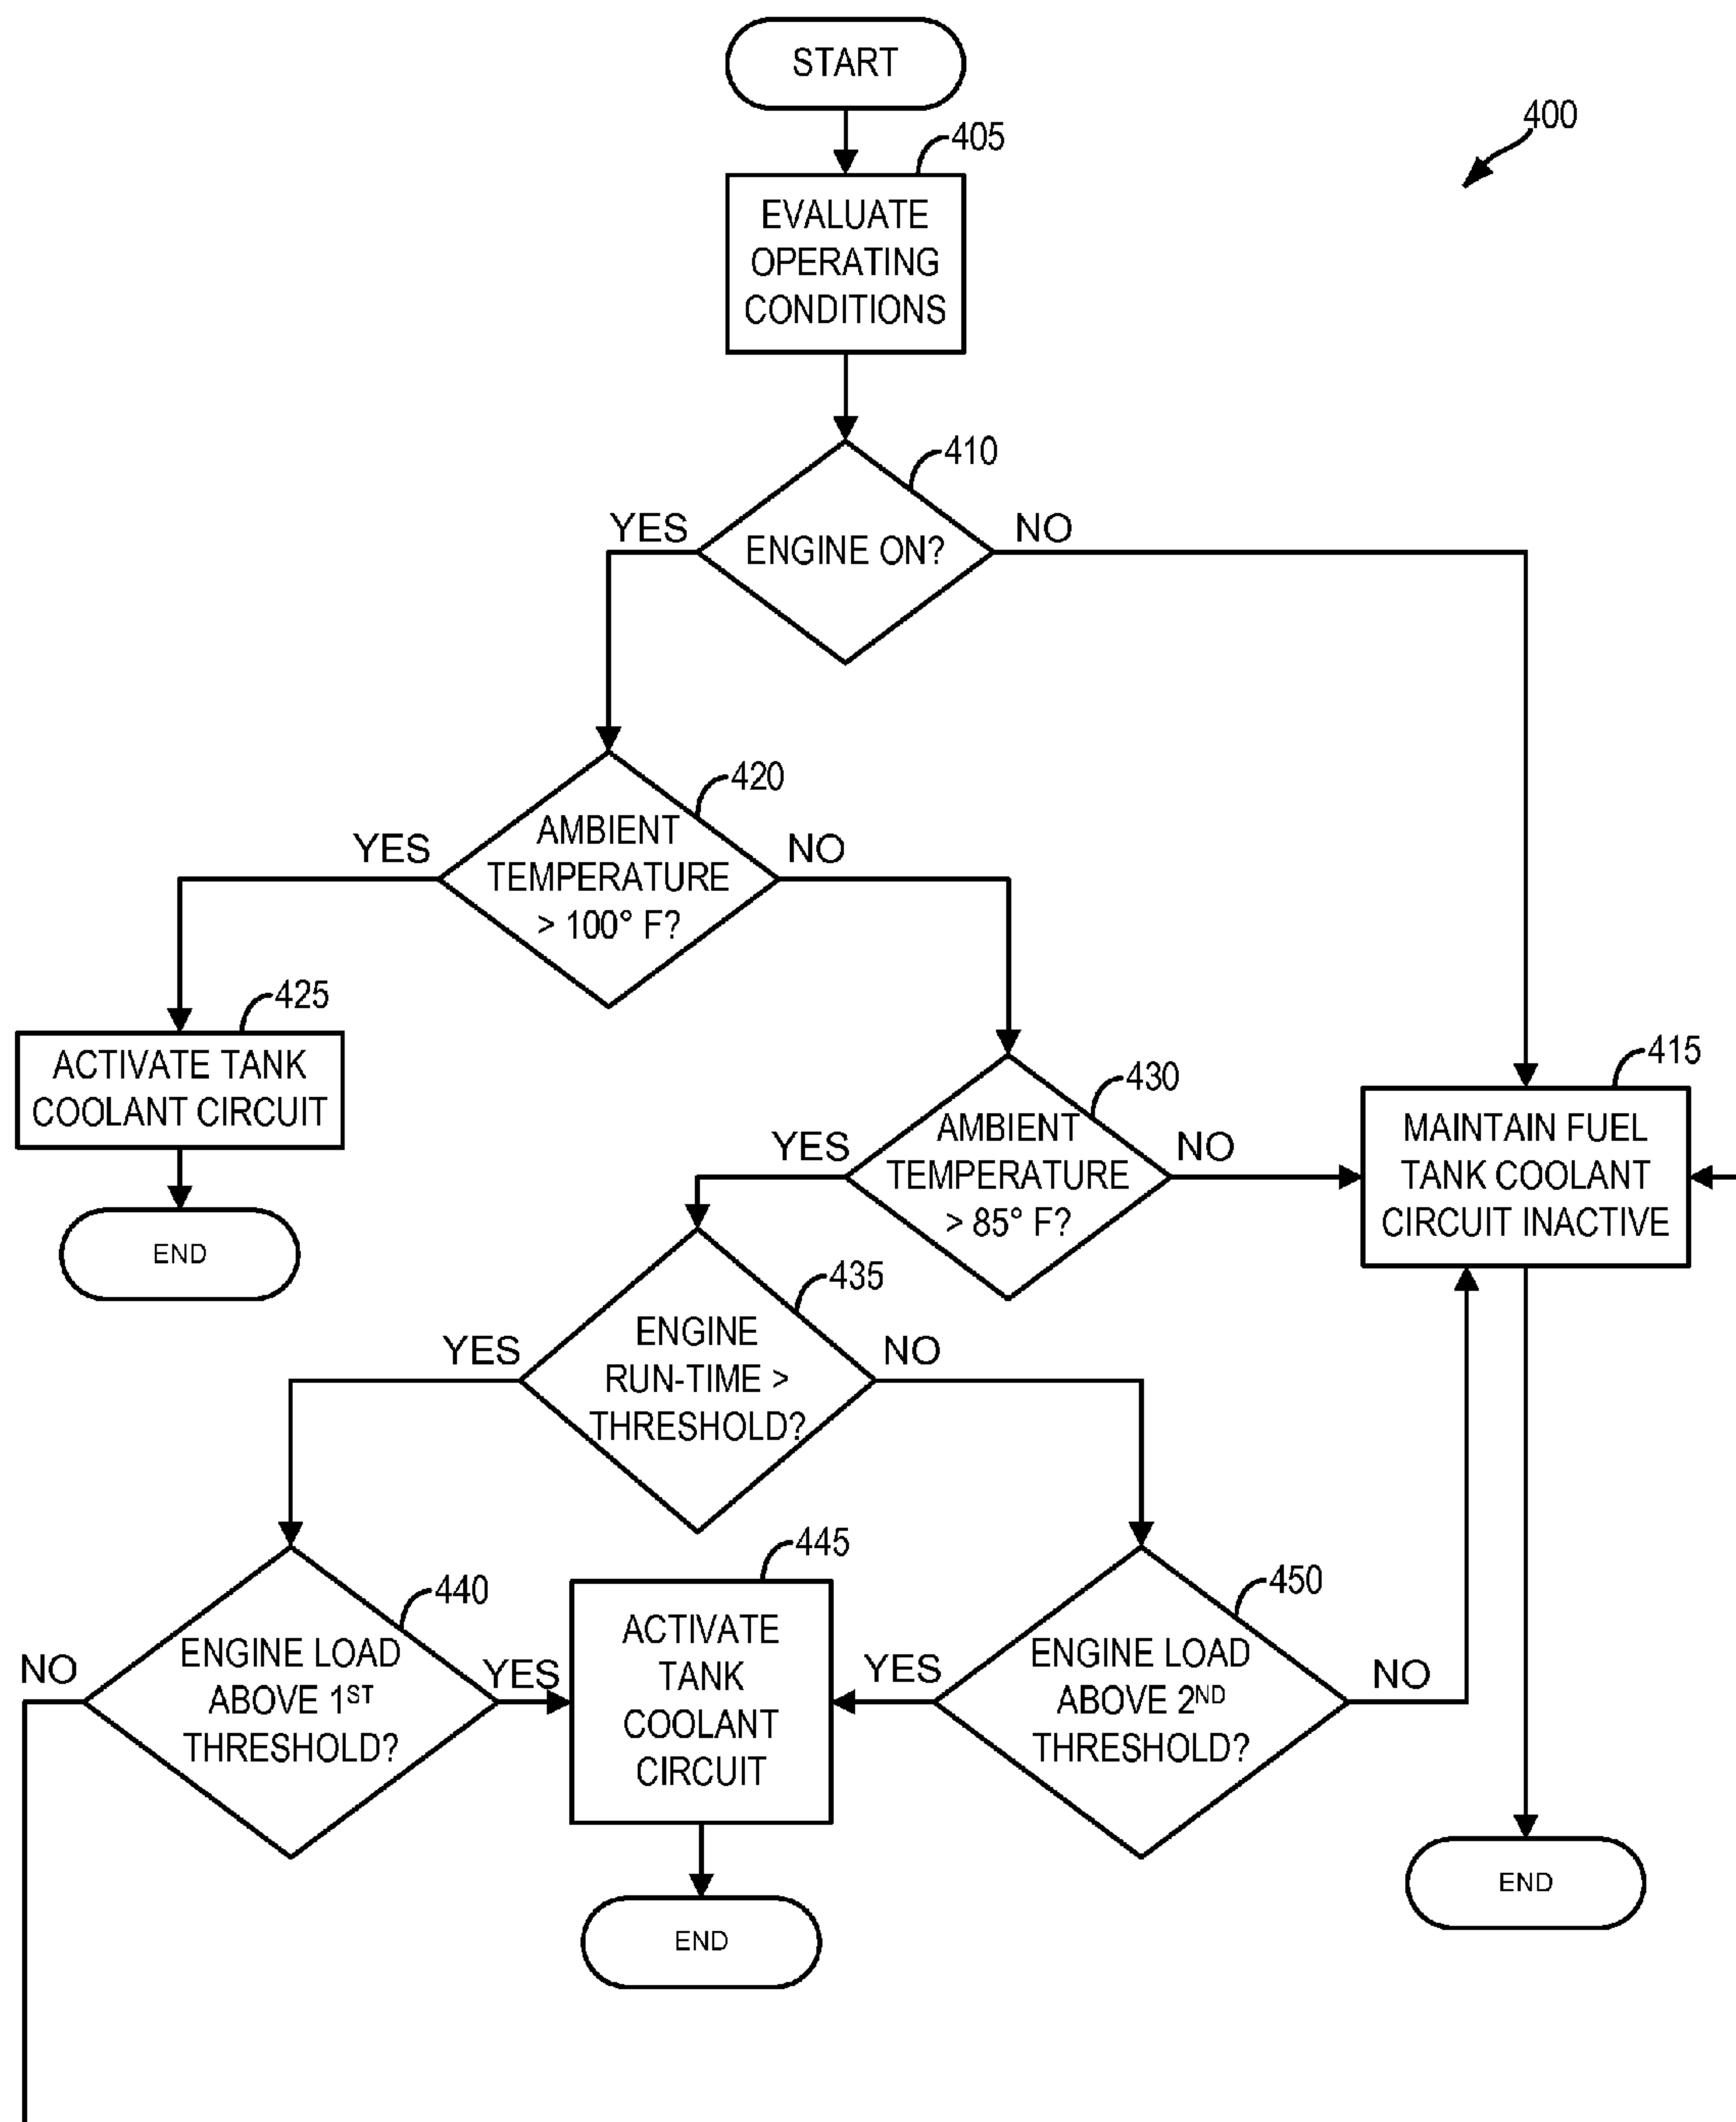 START
400
405
EVALUATE
OPERATING
CONDITIONS
410
YES
NO
ENGINE ON?
420
YES
NO
AMBIENT
TEMPERATURE
> 100° F?
425
ACTIVATE TANK
COOLANT CIRCUIT
END
430
YES
NO
AMBIENT
TEMPERATURE
> 85° F?
415
MAINTAIN FUEL
TANK COOLANT
CIRCUIT INACTIVE
435
YES
NO
ENGINE
RUN-TIME >
THRESHOLD?
440
NO
YES
ENGINE LOAD
ABOVE 1ST
THRESHOLD?
445
ACTIVATE
TANK
COOLANT
CIRCUIT
END
450
YES
NO
ENGINE LOAD
ABOVE 2ND
THRESHOLD?
END